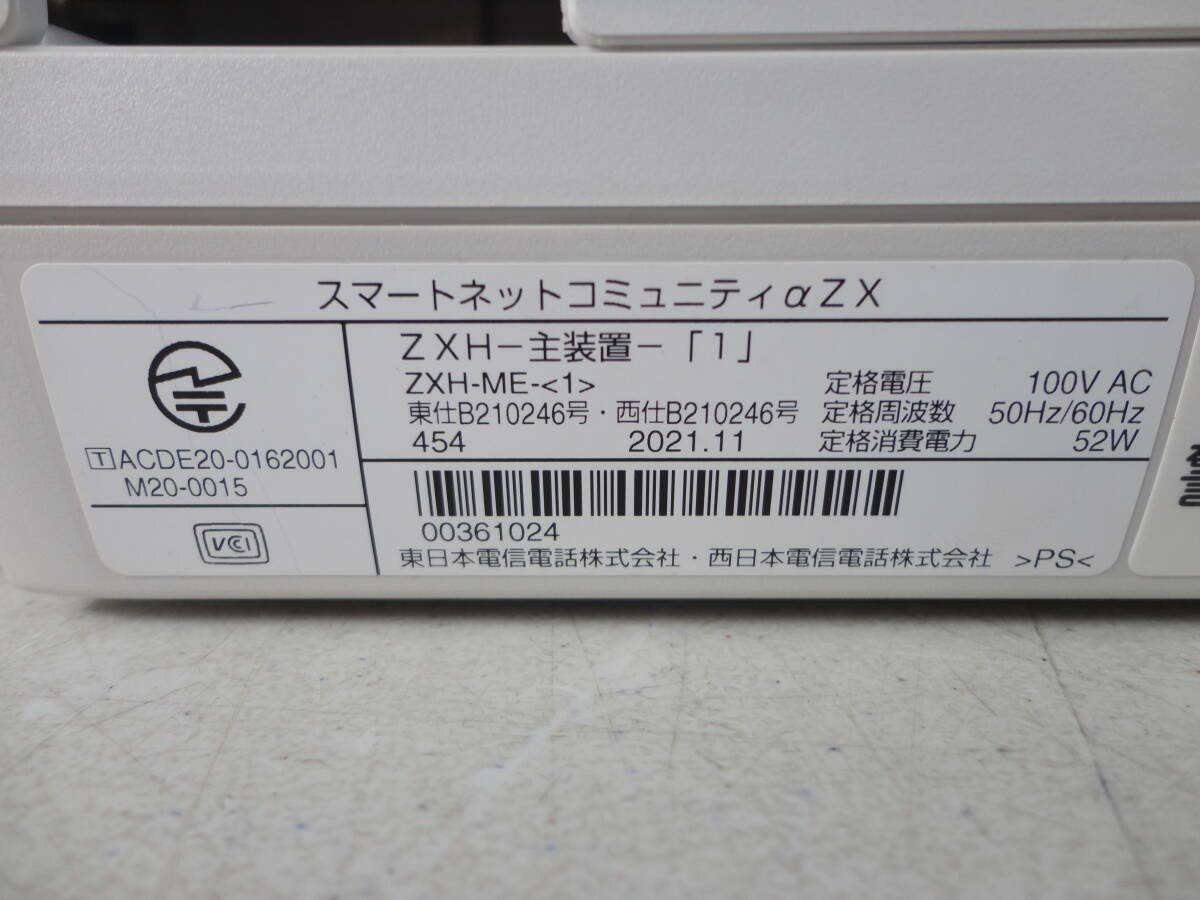 スマートネットコミュニティαZX
ZXH－主装置－「1」
ZXH-ME-<1>
東仕B210246号・西仕B210246号
454 2021.11
定格電圧 100V AC
定格周波数 50Hz/60Hz
定格消費電力 52W
T ACDE20-0162001
M20-0015
VCI
00361024
東日本電信電話株式会社・西日本電信電話株式会社 >PS<